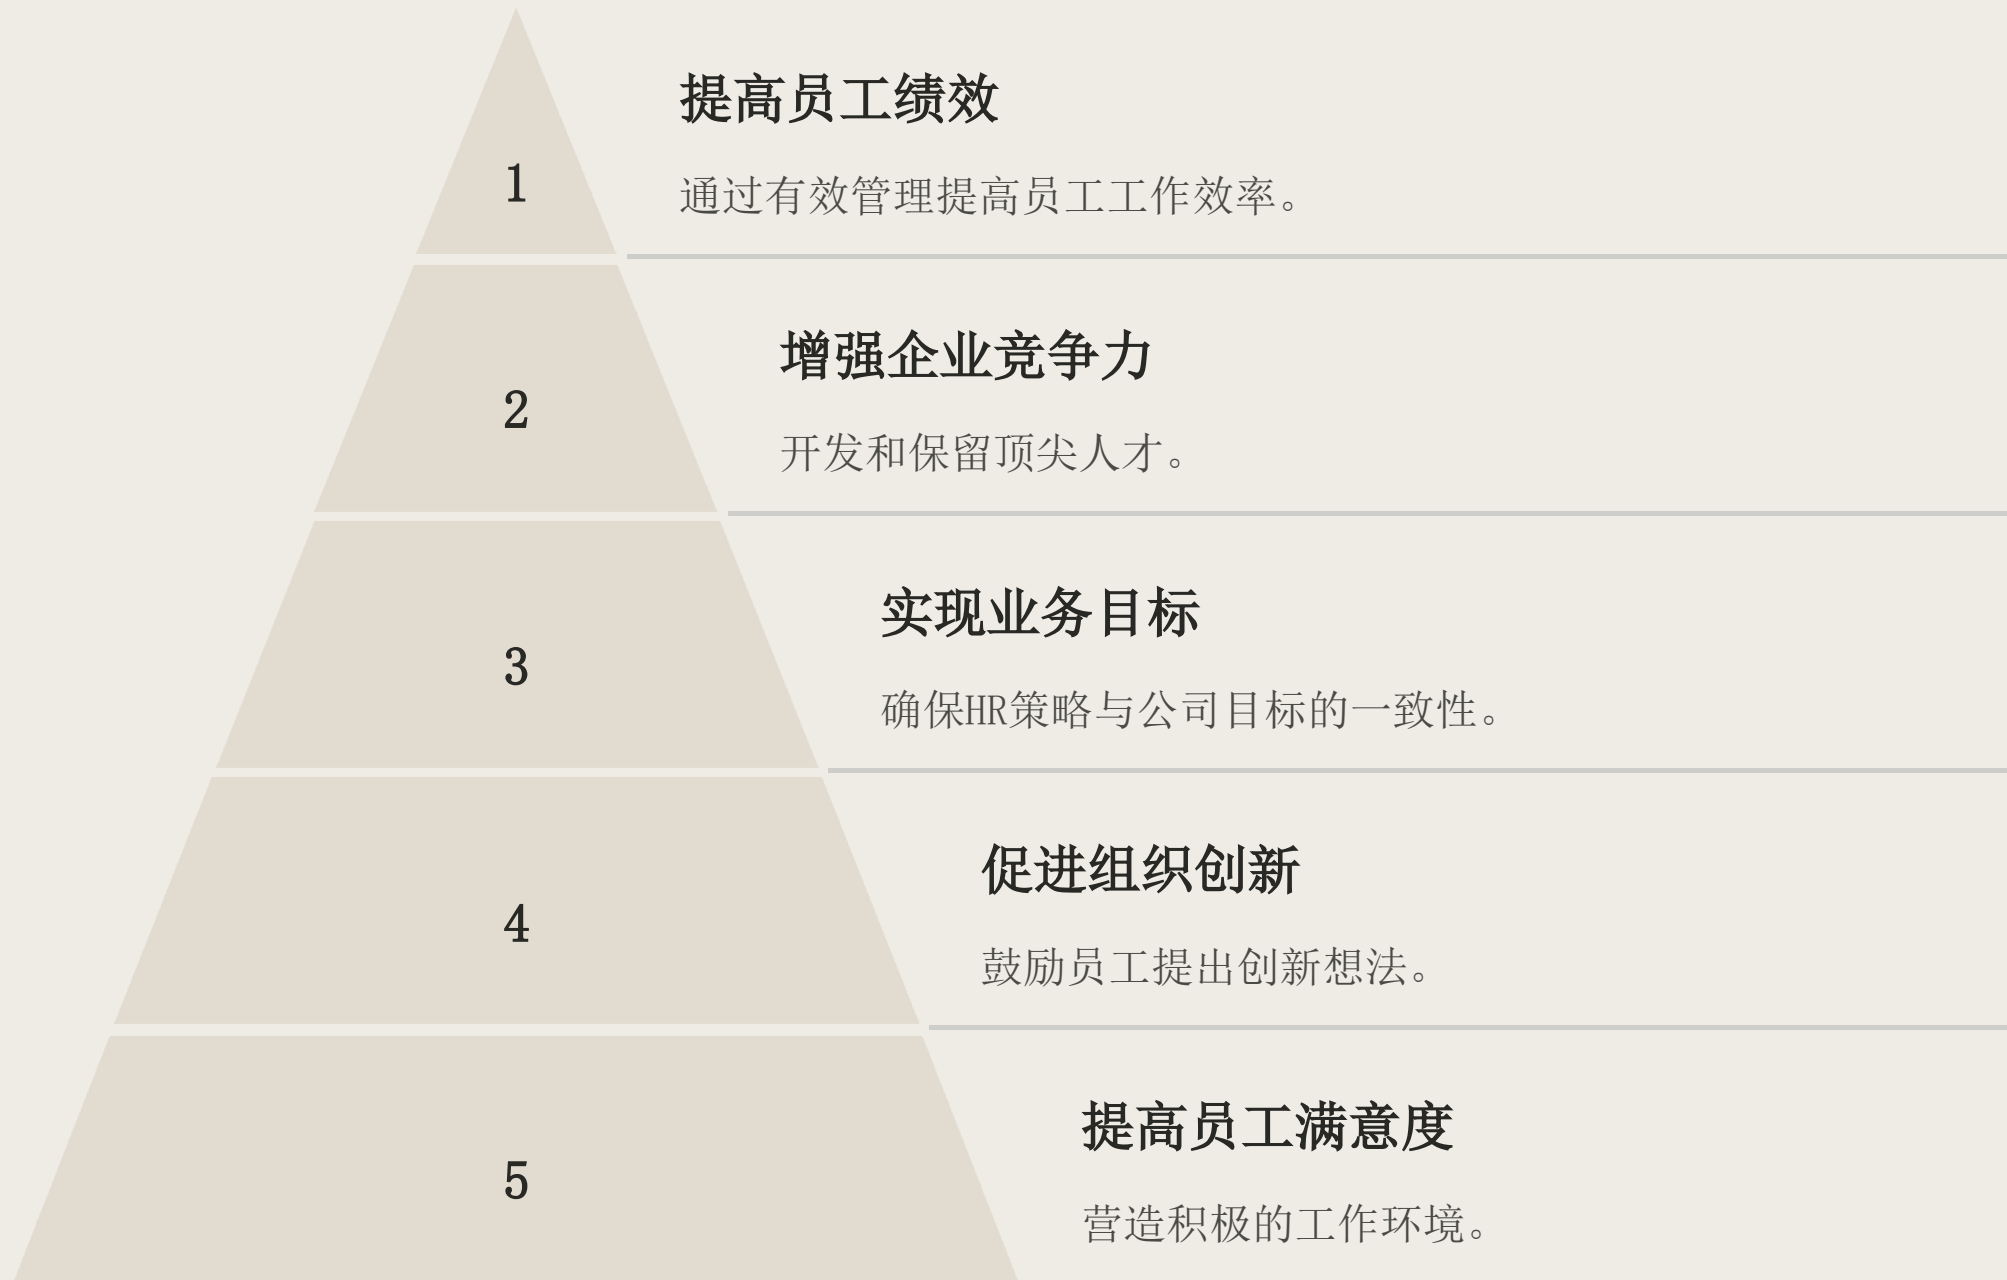 1
提高员工绩效
通过有效管理提高员工工作效率。
2
增强企业竞争力
开发和保留顶尖人才。
3
实现业务目标
确保HR策略与公司目标的一致性。
4
促进组织创新
鼓励员工提出创新想法。
5
提高员工满意度
营造积极的工作环境。